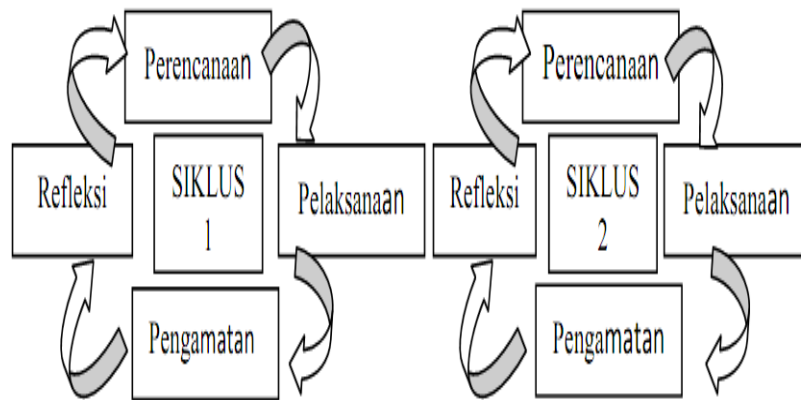 Perencanaan
Perencanaan
Refleksi
SIKLUS
1
Pelaksanaan
Refleksi
SIKLUS
2
Pelaksanaan
Pengamatan
Pengamatan